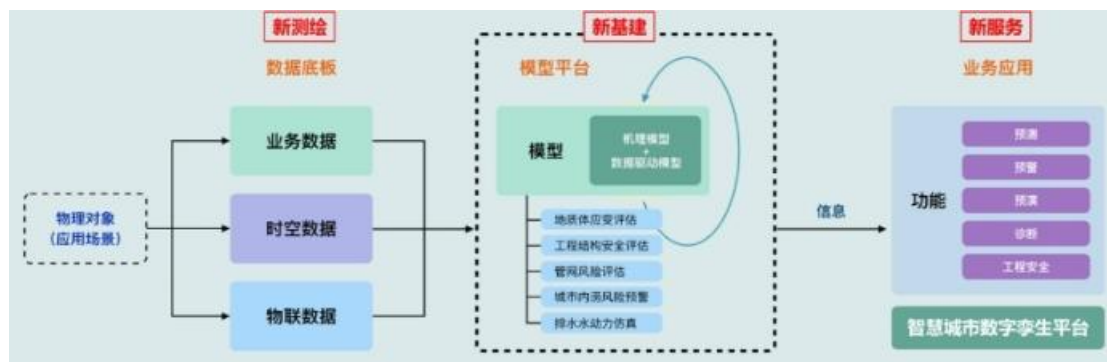 新测绘
新基建
新服务
数据底板
模型平台
业务应用
物理对象
(应用场景)
业务数据
时空数据
物联数据
模型
机理模型
+
数据驱动模型
地质体应变评估
工程结构安全评估
管网风险评估
城市内涝风险预警
排水水动力仿真
信息
功能
预测
预警
预演
诊断
工程安全
智慧城市数字孪生平台